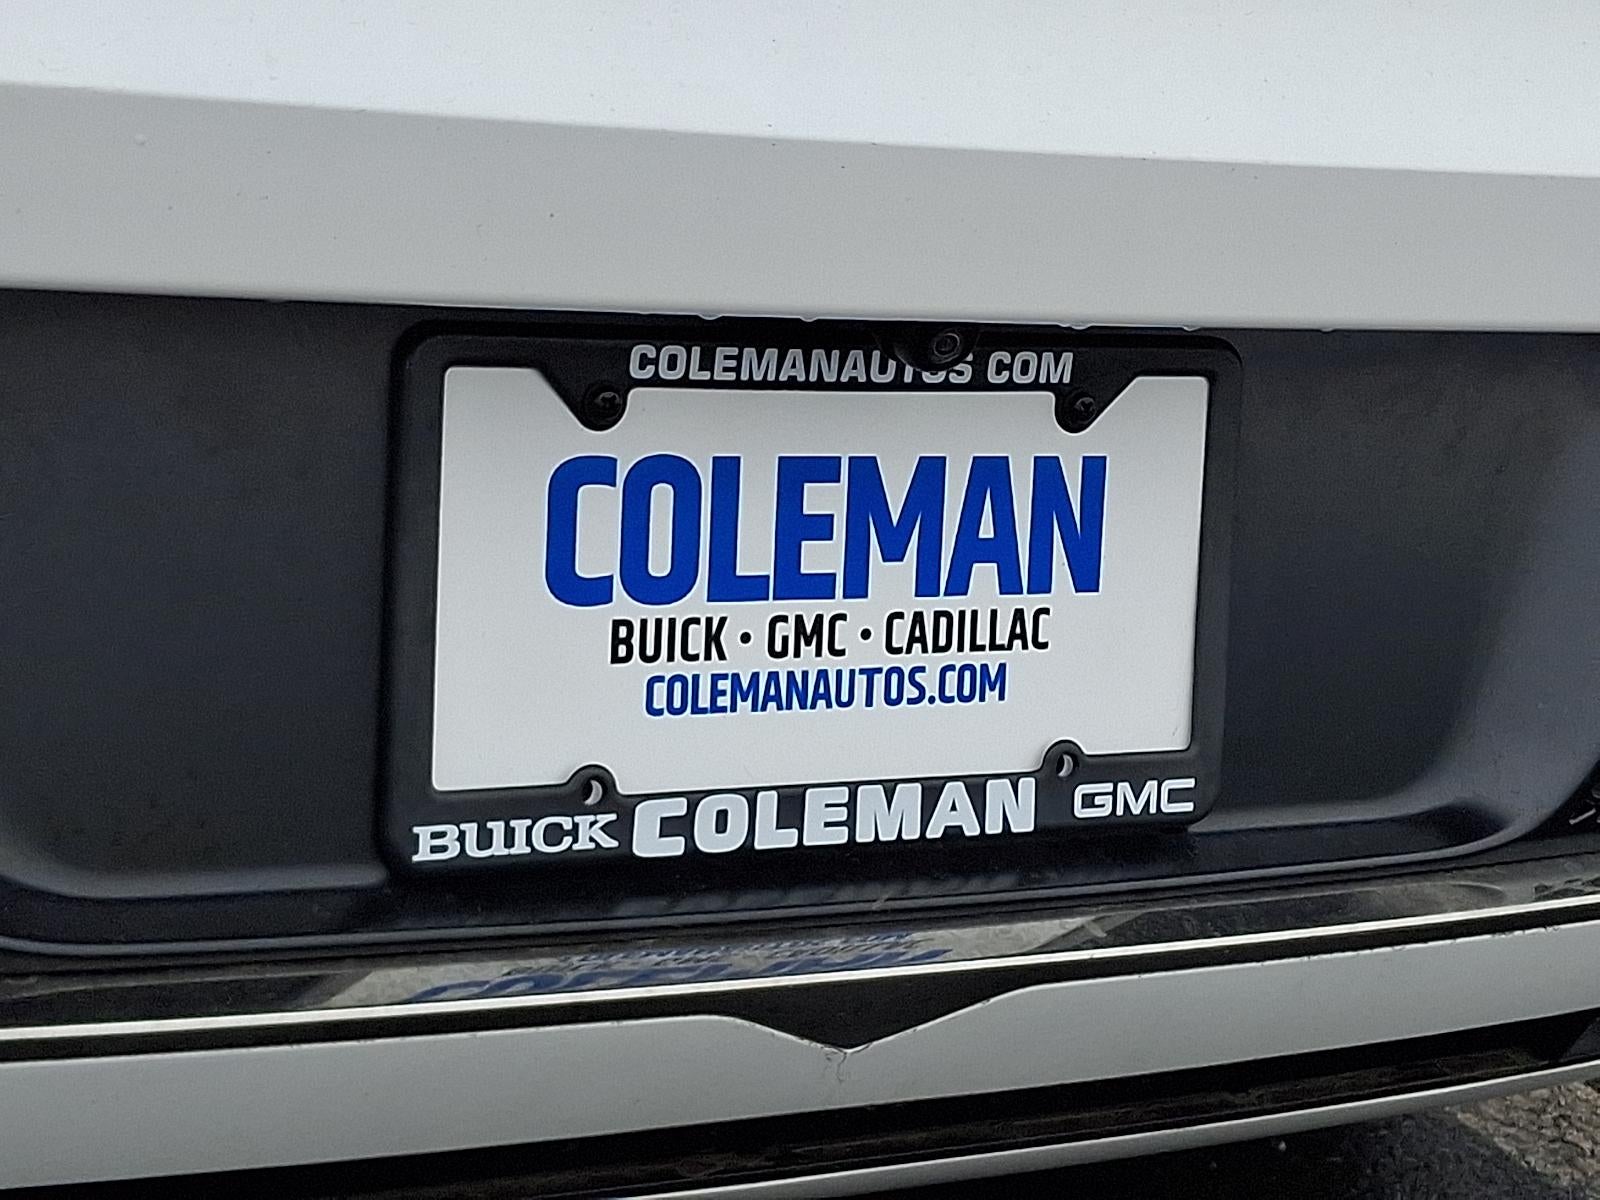 COLEMANAUTOS COM
COLEMAN
BUICK • GMC • CADILLAC
COLEMANAUTOS.COM
BUICK COLEMAN GMC